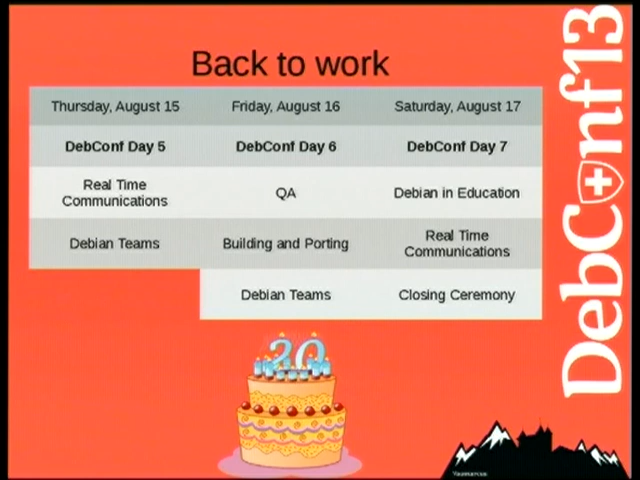 Back to work
Thursday, August 15
Friday, August 16
Saturday, August 17
DebConf Day 5
DebConf Day 6
DebConf Day 7
Real Time
Communications
QA
Debian in Education
Debian Teams
Building and Porting
Real Time
Communications
Debian Teams
Closing Ceremony
20
DebConf13
Vaumarcus